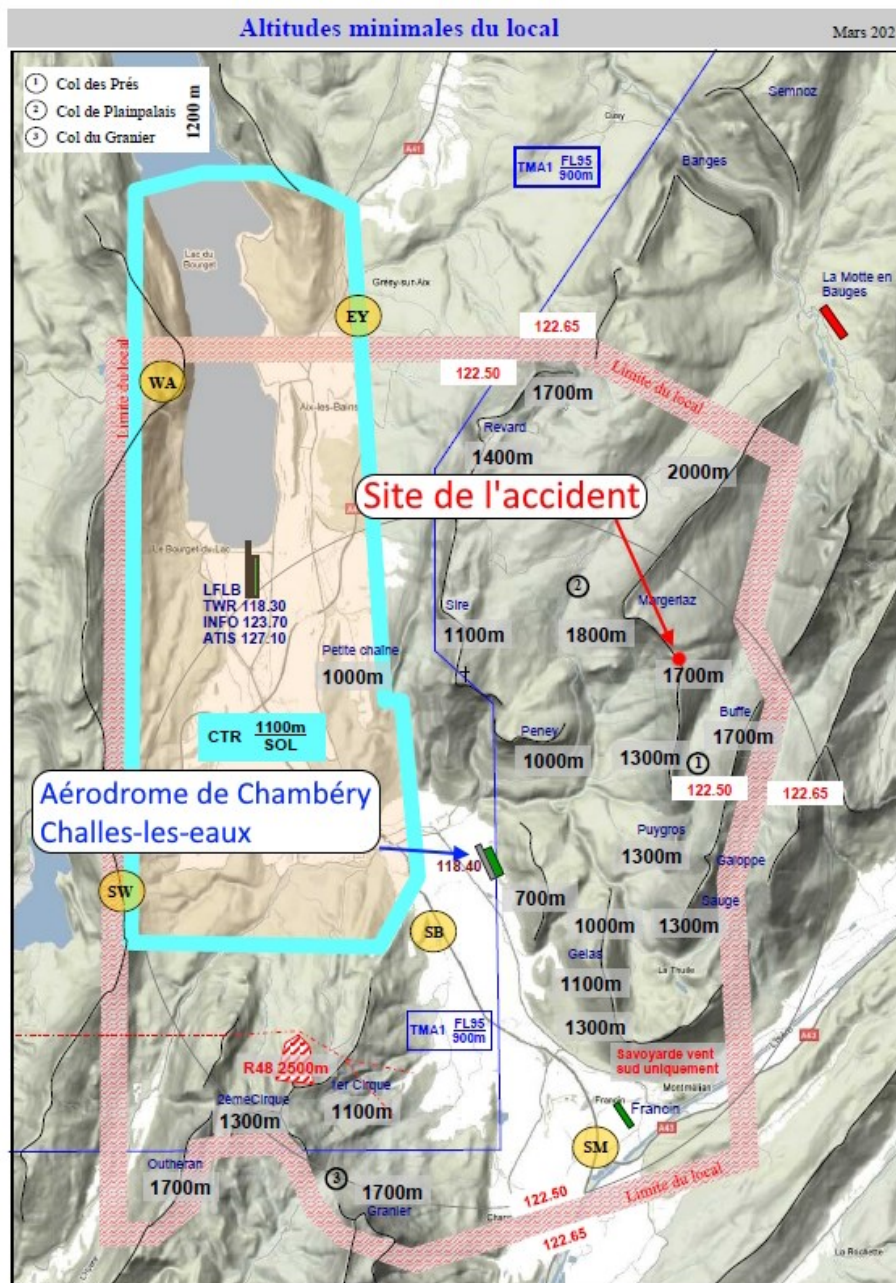 Altitudes minimales du local
Mars 202
1 Col des Prés
2 Col de Plainpalais
3 Col du Granier
1200 m
Semnoz
Cusy
A41
TMA1 FL95
900m
Banges
Lac du
Bourget
La Motte en
Bauges
Grésy-sur-Aix
EY
122.65
Limite du local
WA
122.50
Limite du local
1700m
Aix-les-Bains
Revard
1400m
2000m
Site de l'accident
Le Bourget-du-Lac
LFLB
TWR 118.30
INFO 123.70
ATIS 127.10
2
Margeriaz
Sire
1100m
1800m
Petite chaîne
1000m
1700m
Buffe
1700m
CTR 1100m
SOL
Peney
1000m
1300m
1
122.50
122.65
Aérodrome de Chambéry
Challes-les-eaux
Puygros
1300m
118.40
Galoppe
SW
700m
Sauge
1000m
1300m
SB
Gelas
La Thuile
1100m
TMA1 FL95
900m
1300m
A43
Savoyarde vent
sud uniquement
R48 2500m
Montmélian
1er Cirque
2èmeCirque
1100m
1300m
Francin
Francin
A43
SM
Outheran
1700m
3
1700m
Granier
122.50
Limite du local
122.65
La Rochette